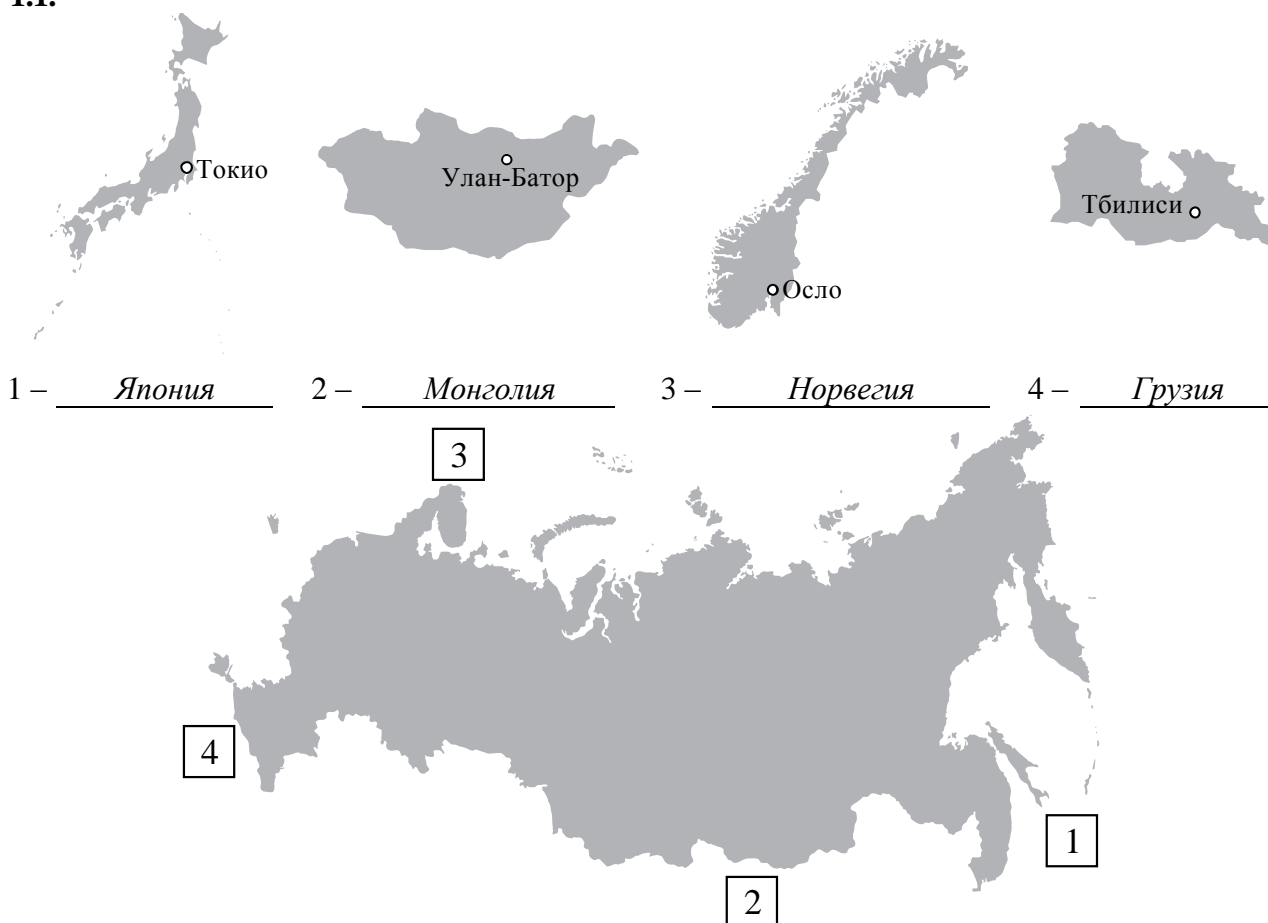 1.1.
Токио
Улан-Батор
Осло
Тбилиси
1 – Япония 2 – Монголия 3 – Норвегия 4 – Грузия
3
4
1
2